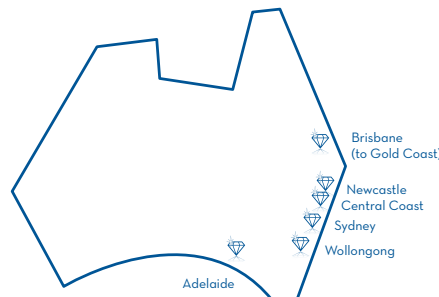 Brisbane
(to Gold Coast)
Newcastle
Central Coast
Sydney
Wollongong
Adelaide